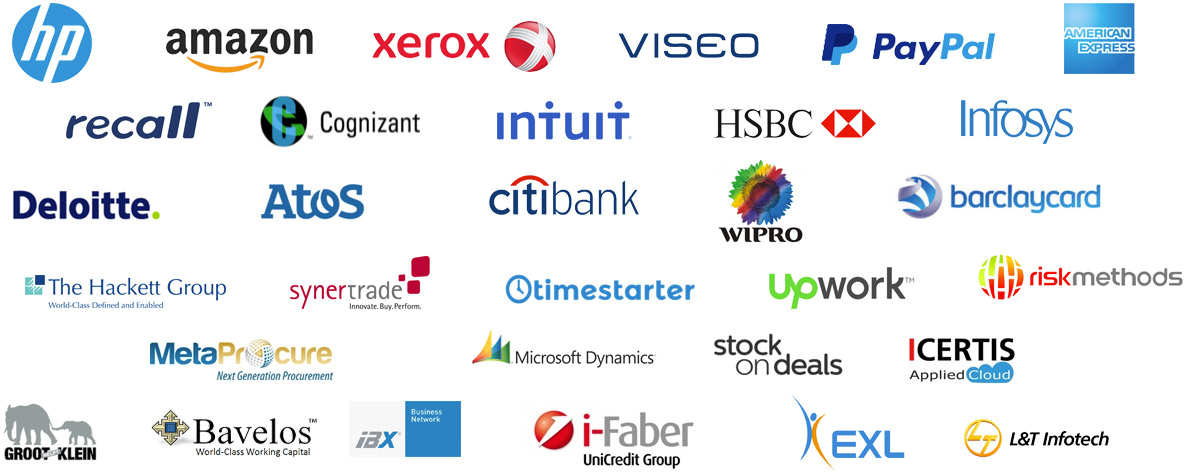 hp
amazon
xerox
VISEO
PayPal
AMERICAN
EXPRESS
recall™
Cognizant
intuit
HSBC
Infosys
Deloitte.
Atos
citibank
WIPRO
barclaycard
The Hackett Group
World-Class Defined and Enabled
synertrade
Innovate. Buy. Perform.
timestarter
upwork™
riskmethods
MetaProcure
Next Generation Procurement
Microsoft Dynamics
stock
on deals
ICERTIS
Applied Cloud
GROOT KLEIN
Bavelos™
World-Class Working Capital
iBX
Business
Network
i-Faber
UniCredit Group
EXL
L&T Infotech